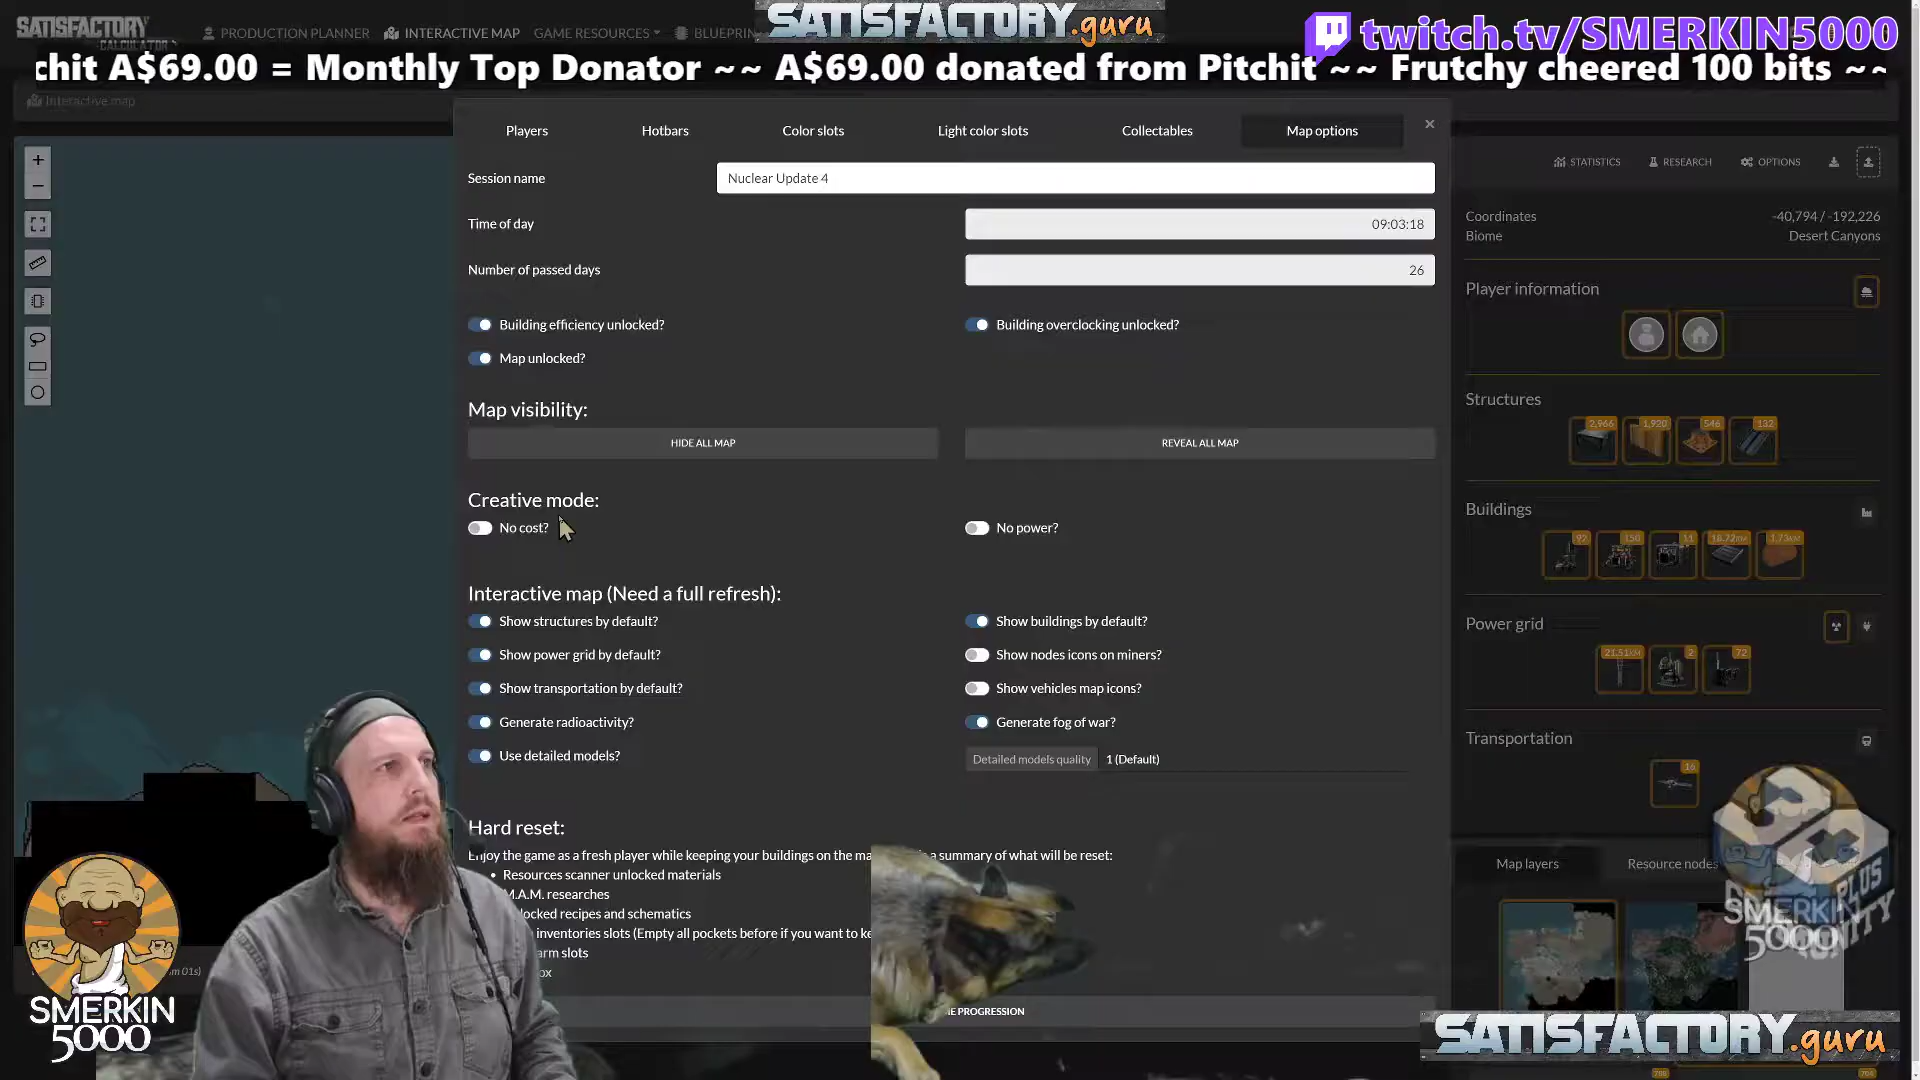 SATISFACTORY
CALCULATOR
PRODUCTION PLANNER
INTERACTIVE MAP
GAME RESOURCES
SATISFACTORY.guru
twitch.tv/SMERKIN5000
chit A$69.00 = Monthly Top Donator ~~ A$69.00 donated from Pitchit ~~ Frutchy cheered 100 bits ~~
Interactive map
Players
Hotbars
Color slots
Light color slots
Collectables
Map options
×
Session name
Nuclear Update 4
Time of day
09:03:18
Number of passed days
26
Building efficiency unlocked?
Building overclocking unlocked?
Map unlocked?
Map visibility:
HIDE ALL MAP
REVEAL ALL MAP
Creative mode:
No cost?
No power?
Interactive map (Need a full refresh):
Show structures by default?
Show buildings by default?
Show power grid by default?
Show nodes icons on miners?
Show transportation by default?
Show vehicles map icons?
Generate radioactivity?
Generate fog of war?
Use detailed models?
Detailed models quality
1 (Default)
Hard reset:
Enjoy the game as a fresh player while keeping your buildings on the
a summary of what will be reset:
• Resources scanner unlocked materials
M.A.M. researches
recipes and schematics
inventories slots (Empty all pockets before if you want to
arm slots
PROGRESSION
STATISTICS
RESEARCH
OPTIONS
Coordinates
-40,794 / -192,226
Biome
Desert Canyons
Player information
Structures
2,966
1,920
546
132
Buildings
92
150
11
18.72KM
1.73KM
Power grid
21.51KM
2
72
Transportation
16
Map layers
Resource nodes
SMERKIN
5000
SMERKIN
5000
PLUS
SATISFACTORY.guru